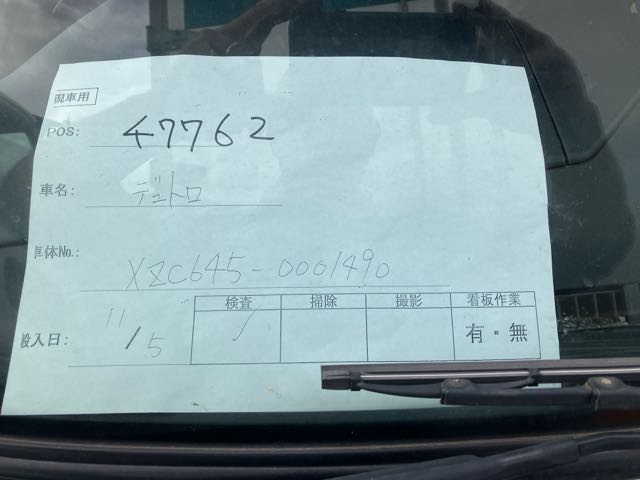 現車用
POS: 47762
車名: デュトロ
車体No.: XZC645-0001490
搬入日: 11/5
検査 掃除 撮影 看板作業
✓ 有・無